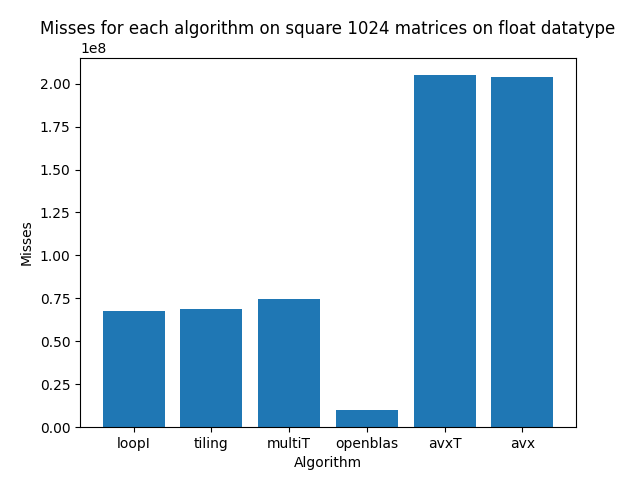 Misses for each algorithm on square 1024 matrices on float datatype
1e8
2.00
1.75
1.50
1.25
1.00
0.75
0.50
0.25
0.00
Misses
loopI tiling multiT openblas avxT avx
Algorithm